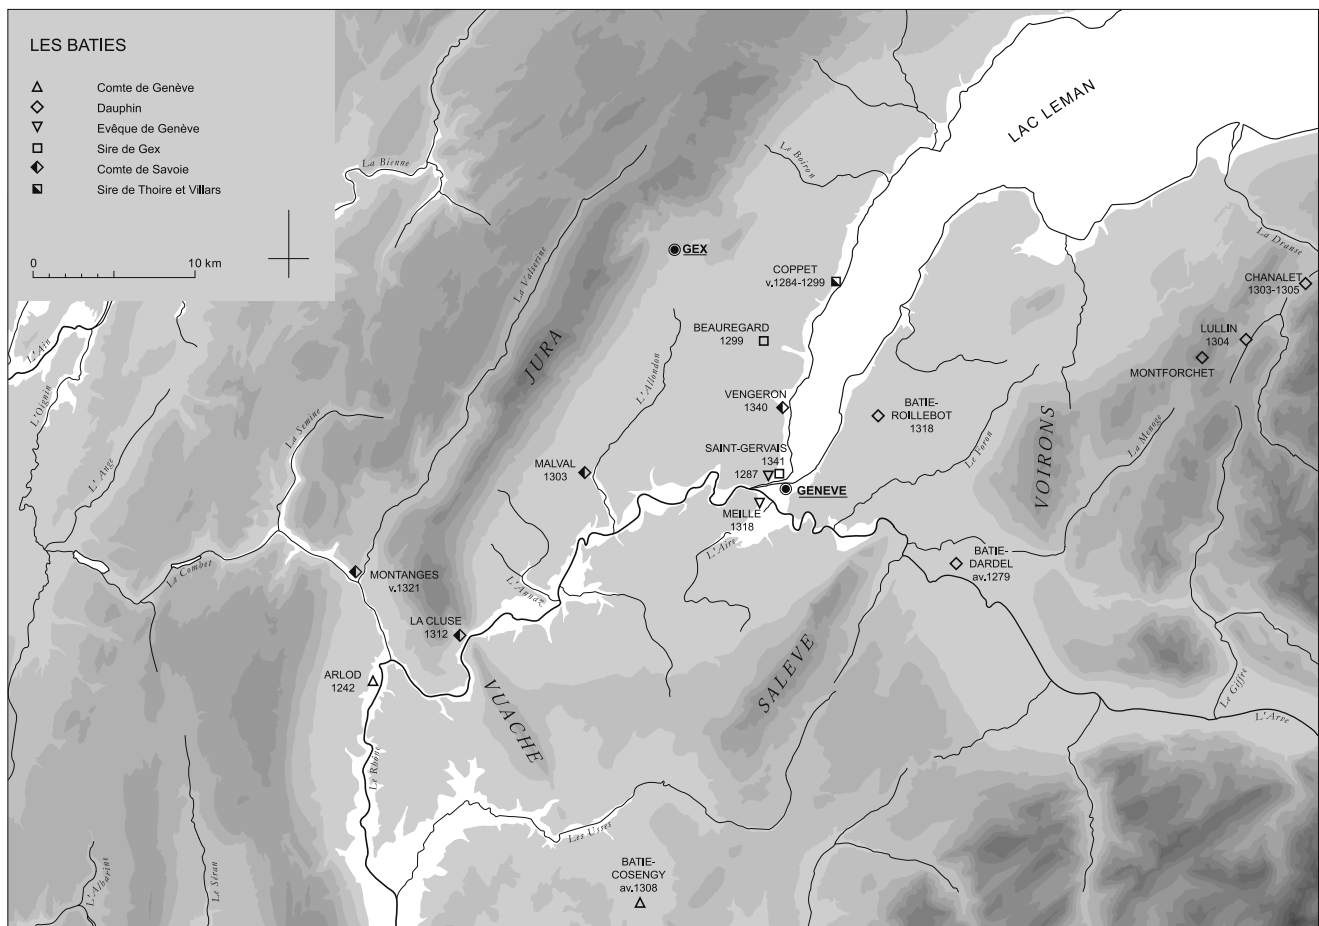 LES BATIES
Comte de Genève
Dauphin
Evêque de Genève
Sire de Gex
Comte de Savoie
Sire de Thoire et Villars
0
10 km
La Bienne
LAC LEMAN
Le Boiron
La Valserine
GEX
COPPET
v.1284-1299
La Dranse
CHANALET
1303-1305
BEAUREGARD
1299
LULLIN
1304
MONTFORCHET
JURA
L'Ain
L'Oignin
L'Allondon
VENGERON
1340
BATIE-
ROILLEBOT
1318
La Semine
L'Ange
Le Foron
VOIRONS
La Menoge
MALVAL
1303
SAINT-GERVAIS
1341
1287
GENEVE
MEILLE
1318
L'Aire
La Combet
MONTANGES
v.1321
L'Annaz
BATIE-
DARDEL
av.1279
LA CLUSE
1312
ARLOD
1242
VUACHE
SALEVE
Le Giffre
L'Arve
Le Rhône
Les Usses
BATIE-
COSENGY
av.1308
L'Albarine
Le Séran